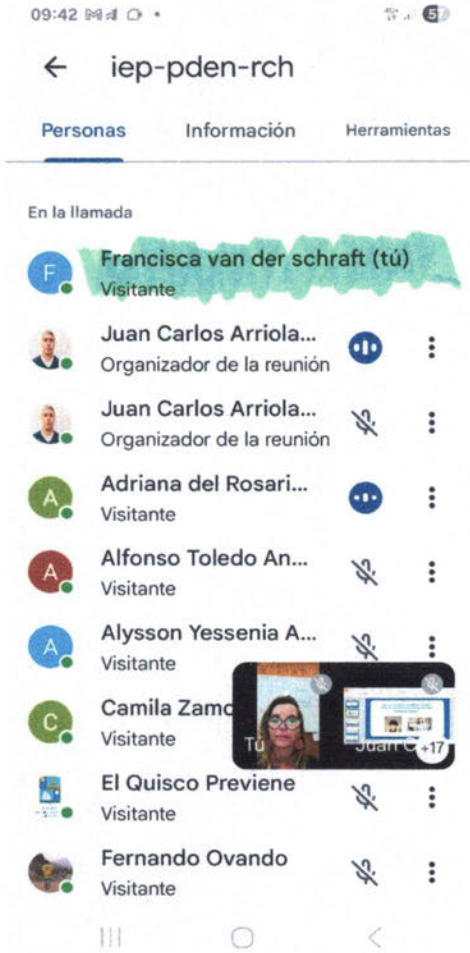 09:42
iep-pden-rch
Personas Información Herramientas
En la llamada
F Francisca van der schraft (tú)
Visitante
Juan Carlos Arriola...
Organizador de la reunión
Juan Carlos Arriola...
Organizador de la reunión
A Adriana del Rosari...
Visitante
A Alfonso Toledo An...
Visitante
A Alysson Yessenia A...
Visitante
C Camila Zamo
Visitante
Tú Juan C +17
El Quisco Previene
Visitante
Fernando Ovando
Visitante